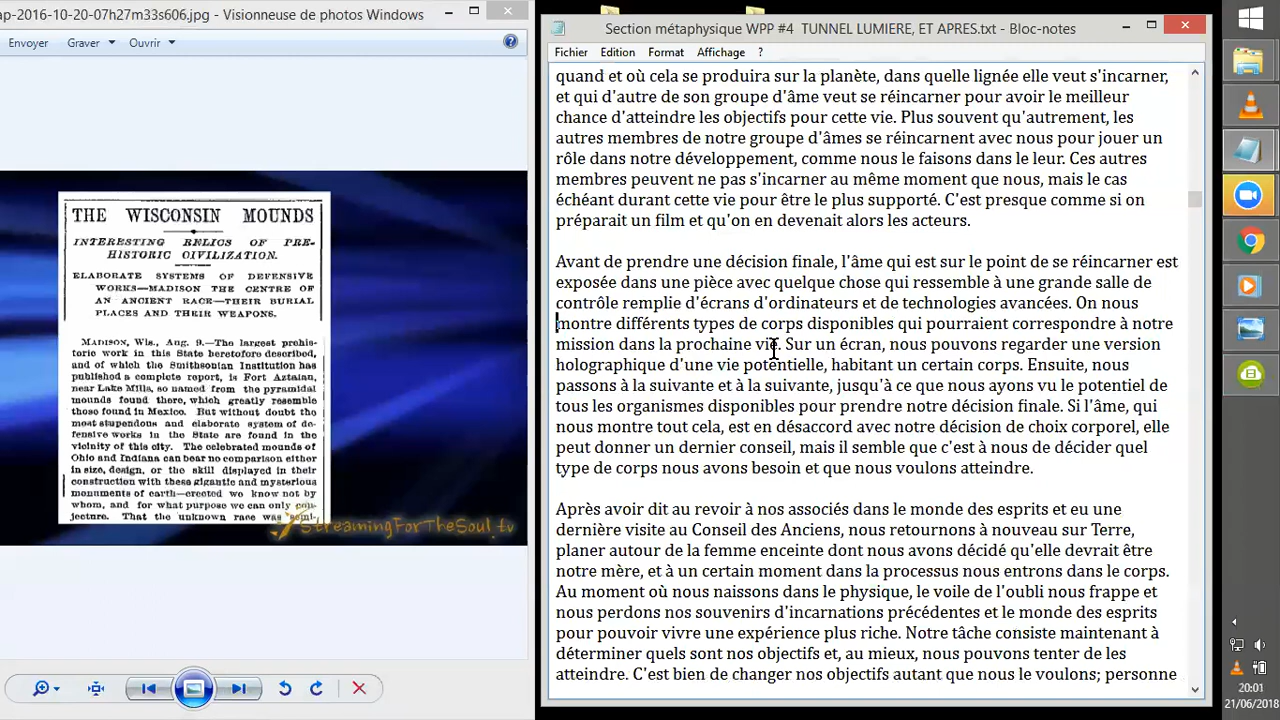 ap-2016-10-20-07h27m33s606.jpg - Visionneuse de photos Windows
Envoyer Graver Ouvrir
THE WISCONSIN MOUNDS
INTERESTING RELICS OF PRE-
HISTORIC CIVILIZATION.
ELABORATE SYSTEMS OF DEFENSIVE
WORKS—MADISON THE CENTRE OF
AN ANCIENT RACE—THEIR BURIAL
PLACES AND THEIR WEAPONS.
MADISON, Wis., Aug. 9.—The largest prehis-
toric work in this State heretofore described,
and of which the Smithsonian Institution has
published a complete report, is Fort Aztalan,
near Lake Mills, so named from the pyramidal
mounds found there, which greatly resemble
those found in Mexico. But without doubt the
most stupendous and elaborate system of de-
fensive works in the State are found in the
vicinity of this city. The celebrated mounds of
Ohio and Indiana can bear no comparison either
in size, design, or the skill displayed in their
construction with these gigantic and mysterious
monuments of earth—erected we know not by
whom, and for what purpose we can only con-
jecture. That the unknown race was
StreamingForTheSoul.tv
Section métaphysique WPP #4 TUNNEL LUMIERE, ET APRES.txt - Bloc-notes
Fichier Edition Format Affichage ?
quand et où cela se produira sur la planète, dans quelle lignée elle veut s'incarner,
et qui d'autre de son groupe d'âme veut se réincarner pour avoir le meilleur
chance d'atteindre les objectifs pour cette vie. Plus souvent qu'autrement, les
autres membres de notre groupe d'âmes se réincarnent avec nous pour jouer un
rôle dans notre développement, comme nous le faisons dans le leur. Ces autres
membres peuvent ne pas s'incarner au même moment que nous, mais le cas
échéant durant cette vie pour être le plus supporté. C'est presque comme si on
préparait un film et qu'on en devenait alors les acteurs.
Avant de prendre une décision finale, l'âme qui est sur le point de se réincarner est
exposée dans une pièce avec quelque chose qui ressemble à une grande salle de
contrôle remplie d'écrans d'ordinateurs et de technologies avancées. On nous
montre différents types de corps disponibles qui pourraient correspondre à notre
mission dans la prochaine vie. Sur un écran, nous pouvons regarder une version
holographique d'une vie potentielle, habitant un certain corps. Ensuite, nous
passons à la suivante et à la suivante, jusqu'à ce que nous ayons vu le potentiel de
tous les organismes disponibles pour prendre notre décision finale. Si l'âme, qui
nous montre tout cela, est en désaccord avec notre décision de choix corporel, elle
peut donner un dernier conseil, mais il semble que c'est à nous de décider quel
type de corps nous avons besoin et que nous voulons atteindre.
Après avoir dit au revoir à nos associés dans le monde des esprits et eu une
dernière visite au Conseil des Anciens, nous retournons à nouveau sur Terre,
planer autour de la femme enceinte dont nous avons décidé qu'elle devrait être
notre mère, et à un certain moment dans la processus nous entrons dans le corps.
Au moment où nous naissons dans le physique, le voile de l'oubli nous frappe et
nous perdons nos souvenirs d'incarnations précédentes et le monde des esprits
pour pouvoir vivre une expérience plus riche. Notre tâche consiste maintenant à
déterminer quels sont nos objectifs et, au mieux, nous pouvons tenter de les
atteindre. C'est bien de changer nos objectifs autant que nous le voulons; personne
20:01
21/06/2018